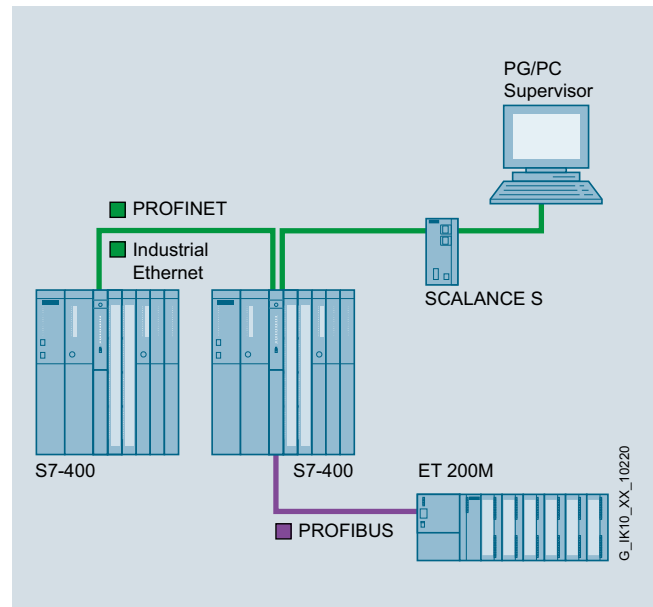 PG/PC
Supervisor
PROFINET
Industrial
Ethernet
SCALANCE S
S7-400
S7-400
ET 200M
PROFIBUS
G_IK10_XX_10220